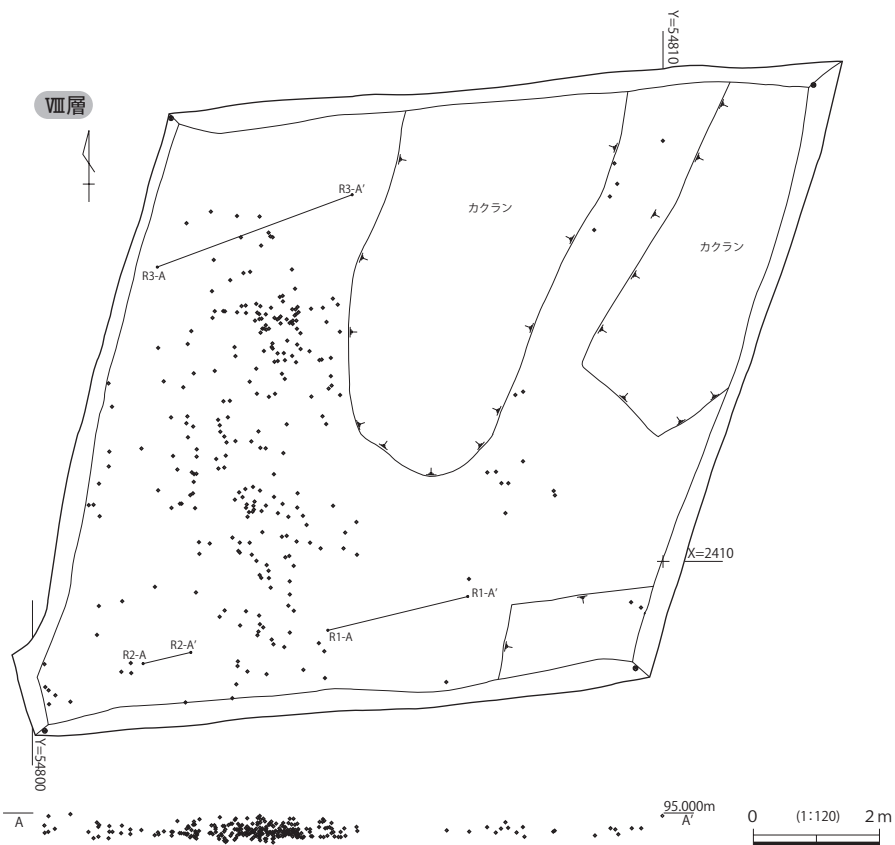 Y=54810
Ⅷ層
R3-A'
カクラン
カクラン
R3-A
X=2410
R1-A'
R1-A
R2-A'
R2-A
Y=54800
A
95.000m
A'
0 (1:120) 2m